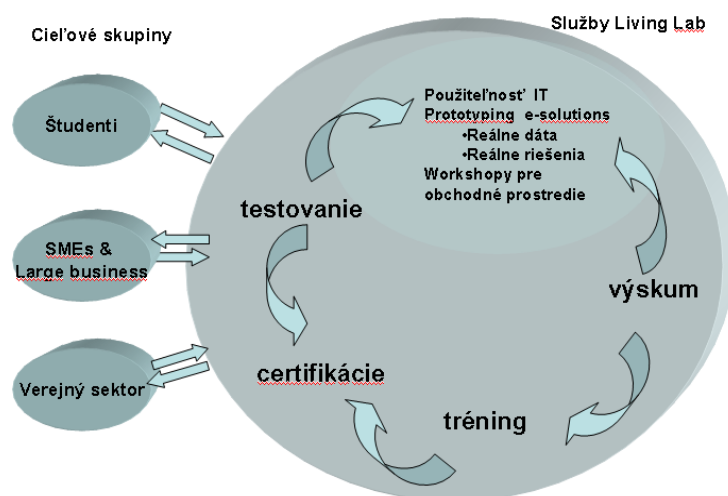 Služby Living Lab
Cieľové skupiny
Študenti
SMEs &
Large business
Verejný sektor
Použiteľnosť IT
Prototyping e-solutions
•Reálne dáta
•Reálne riešenia
Workshopy pre
obchodné prostredie
testovanie
výskum
certifikácie
tréning